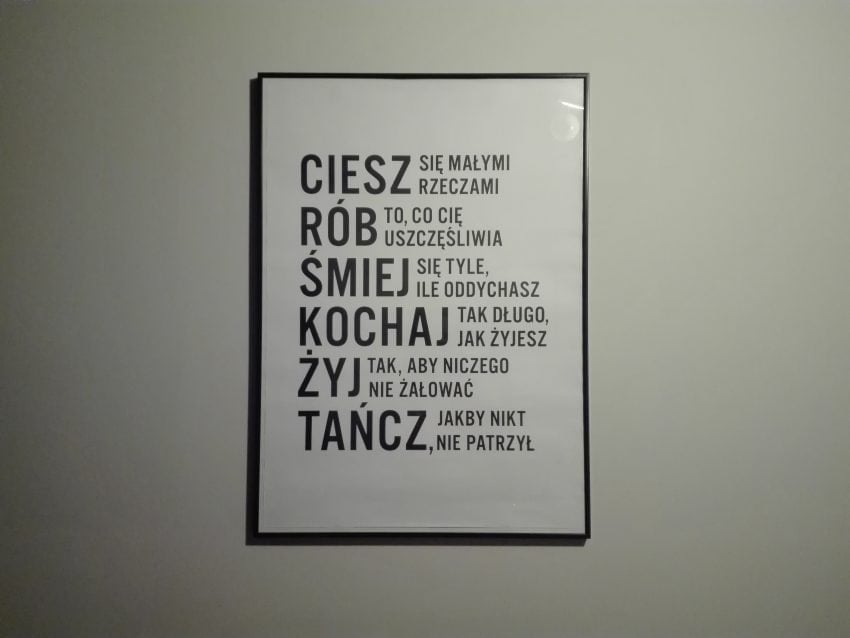 CIESZ SIĘ MAŁYMI
RZECZAMI
RÓB TO, CO CIĘ
USZCZĘŚLIWIA
ŚMIEJ SIĘ TYLE,
ILE ODDYCHASZ
KOCHAJ TAK DŁUGO,
JAK ŻYJESZ
ŻYJ TAK, ABY NICZEGO
NIE ŻAŁOWAĆ
TAŃCZ, JAKBY NIKT
NIE PATRZYŁ